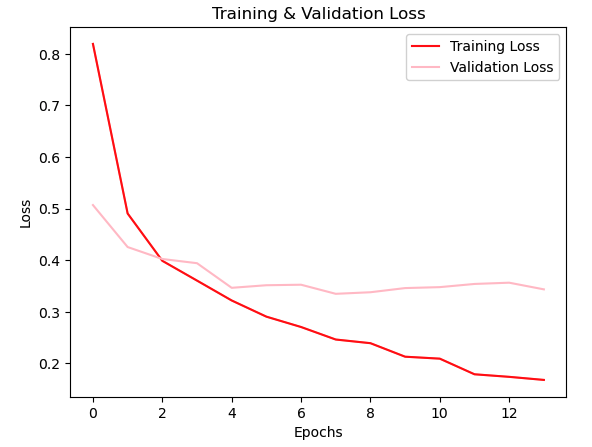 Training & Validation Loss
Training Loss
Validation Loss
0.8
0.7
0.6
0.5
0.4
0.3
0.2
Loss
0 2 4 6 8 10 12
Epochs